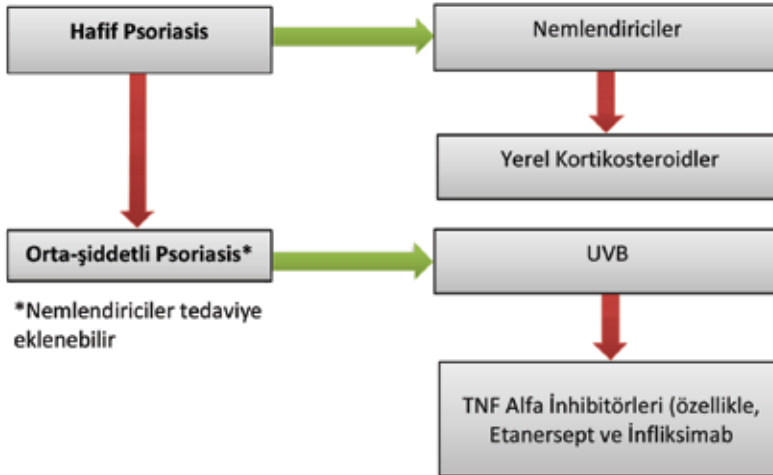 Hafif Psoriasis
Nemlendiriciler
Yerel Kortikosteroidler
Orta-şiddetli Psoriasis*
UVB
*Nemlendiriciler tedaviye
eklenebilir
TNF Alfa İnhibitörleri (özellikle,
Etanersept ve İnfliksimab